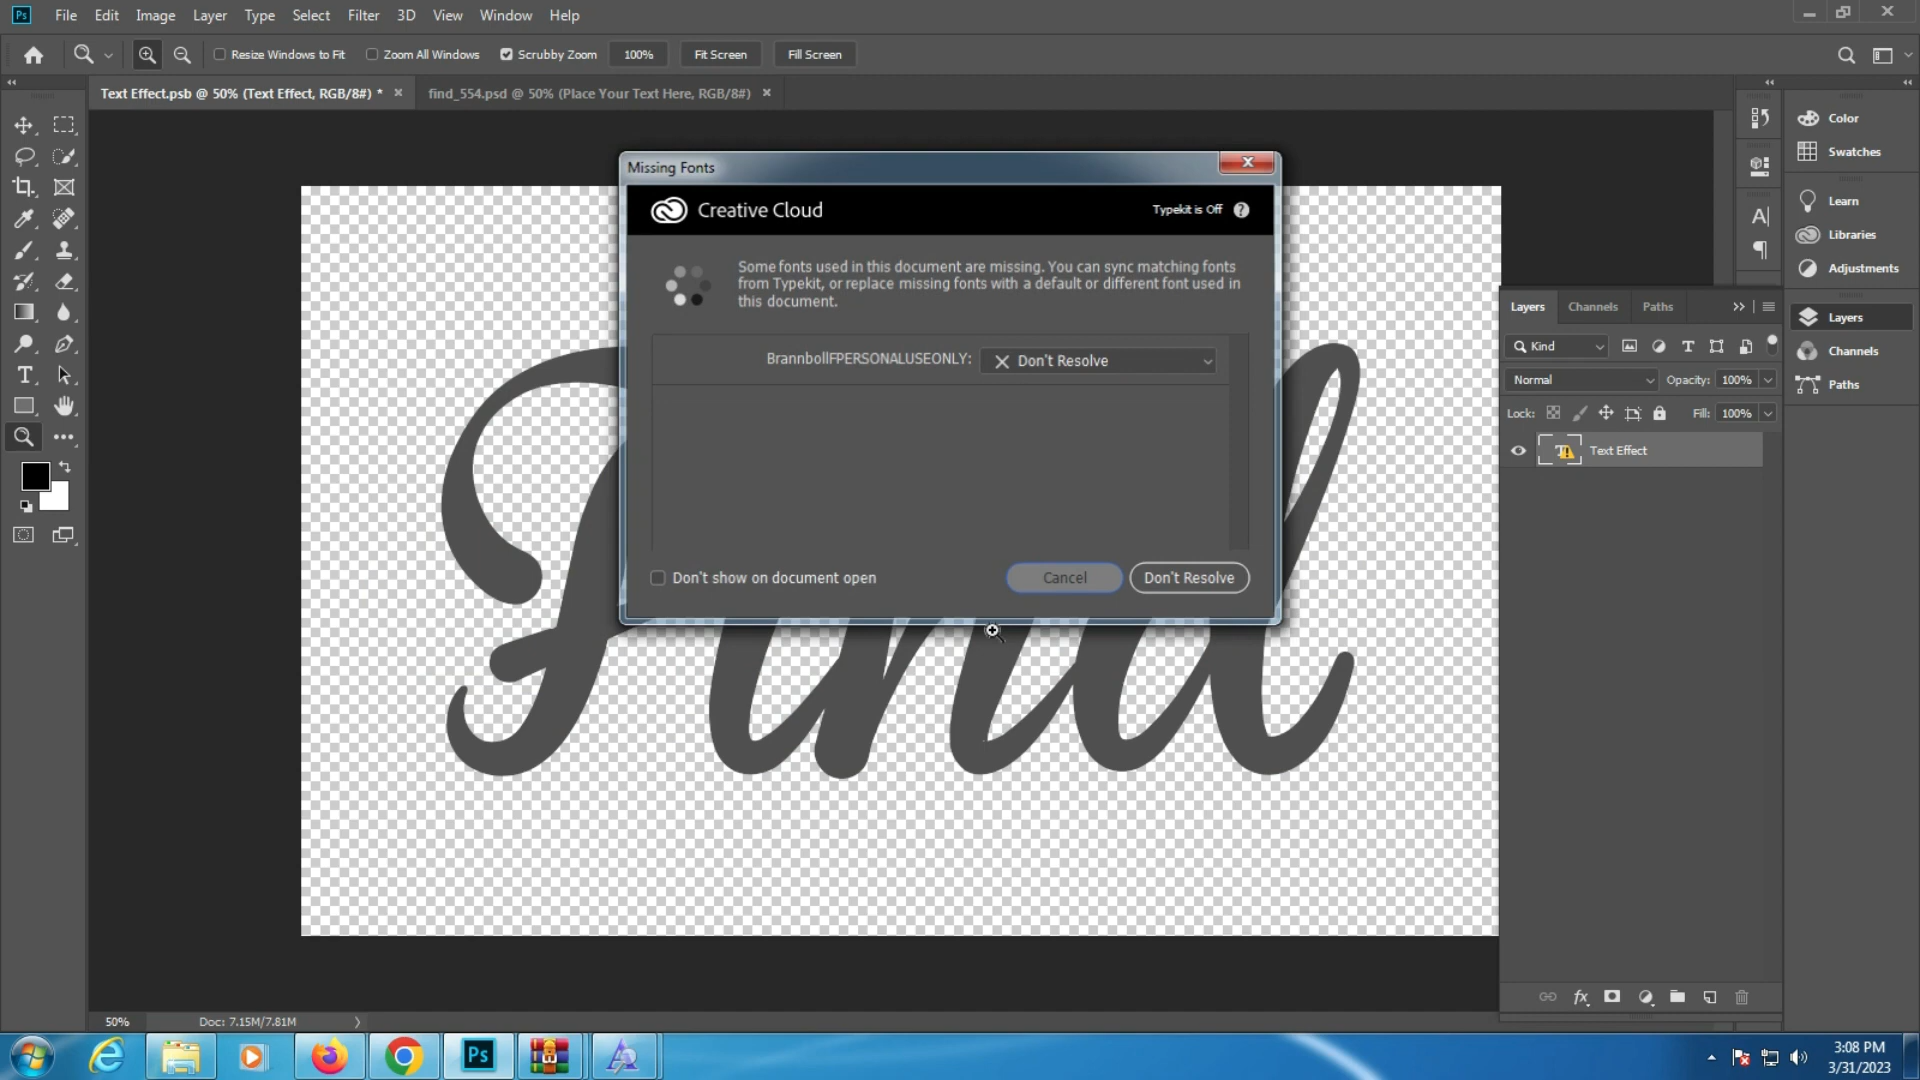 Ps File Edit Image Layer Type Select Filter 3D View Window Help
Resize Windows to Fit Zoom All Windows Scrubby Zoom 100% Fit Screen Fill Screen
Text Effect.psb @ 50% (Text Effect, RGB/8#) * find_554.psd @ 50% (Place Your Text Here, RGB/8#)
Missing Fonts
Creative Cloud Typekit is Off ?
Some fonts used in this document are missing. You can sync matching fonts
from Typekit, or replace missing fonts with a default or different font used in
this document.
BrannbollFPERSONALUSEONLY: Don't Resolve
Don't show on document open Cancel Don't Resolve
Find
Color
Swatches
Learn
Libraries
Adjustments
Layers
Channels
Paths
Layers Channels Paths
Kind
Normal Opacity: 100%
Lock: Fill: 100%
Text Effect
fx
50% Doc: 7.15M/7.81M
Ps
3:08 PM
3/31/2023